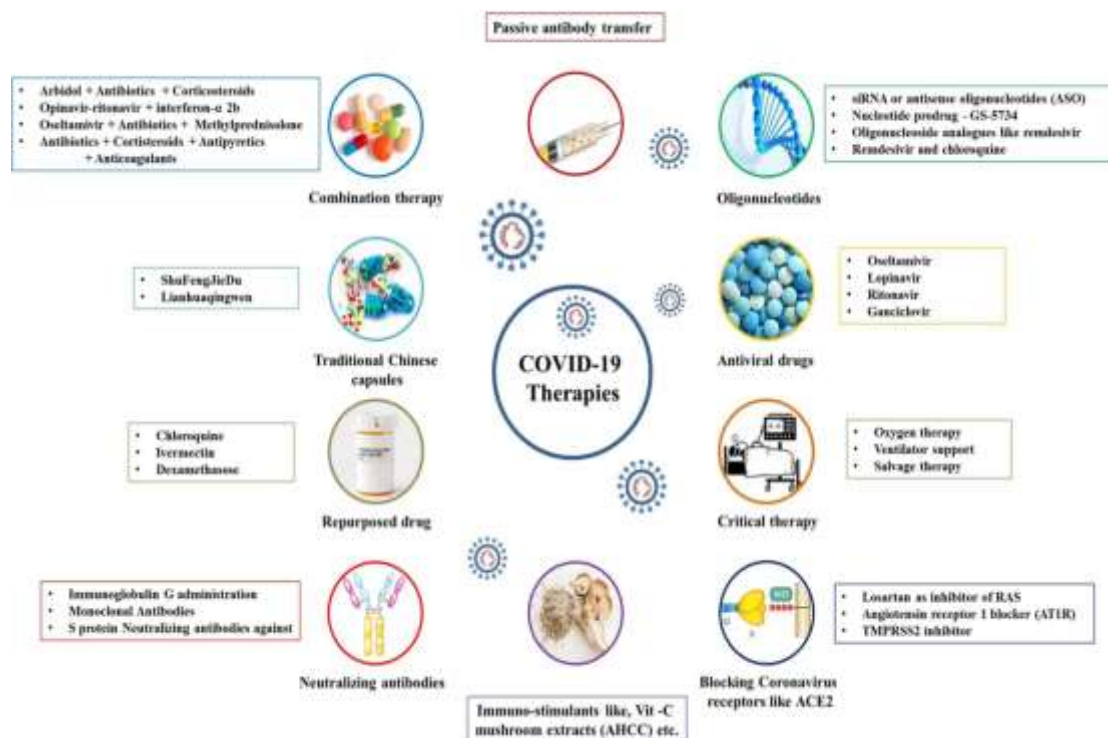 Passive antibody transfer
• Arbidol + Antibiotics + Corticosteroids
• Opinavir-ritonavir + interferon-α 2b
• Oseltamivir + Antibiotics + Methylprednisolone
• Antibiotics + Cortisteroids + Antipyretics
+ Anticoagulants
Combination therapy
• siRNA or antisense oligonucleotides (ASO)
• Nucleotide prodrug - GS-5734
• Oligonucleoside analogues like remdesivir
• Remdesivir and chloroquine
Oligonucleotides
• ShuFengJieDu
• Lianhuaqingwen
Traditional Chinese
capsules
COVID-19
Therapies
• Oseltamivir
• Lopinavir
• Ritonavir
• Ganciclovir
Antiviral drugs
• Chloroquine
• Ivermectin
• Dexamethasose
Repurposed drug
• Oxygen therapy
• Ventilator support
• Salvage therapy
Critical therapy
• Immunoglobulin G administration
• Monoclonal Antibodies
• S protein Neutralizing antibodies against
Neutralizing antibodies
Immuno-stimulants like, Vit -C
mushroom extracts (AHCC) etc.
• Losartan as inhibitor of RAS
• Angiotensin receptor 1 blocker (AT1R)
• TMPRSS2 inhibitor
Blocking Coronavirus
receptors like ACE2